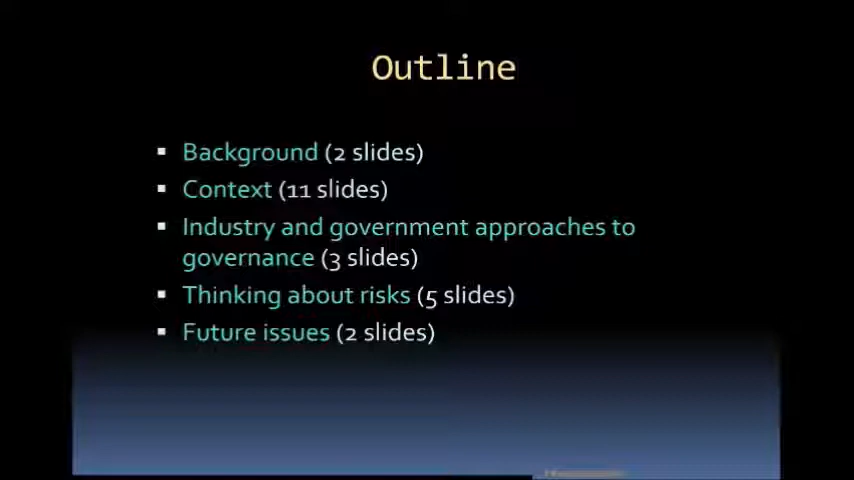 Outline
▪ Background (2 slides)
▪ Context (11 slides)
▪ Industry and government approaches to
governance (3 slides)
▪ Thinking about risks (5 slides)
▪ Future issues (2 slides)